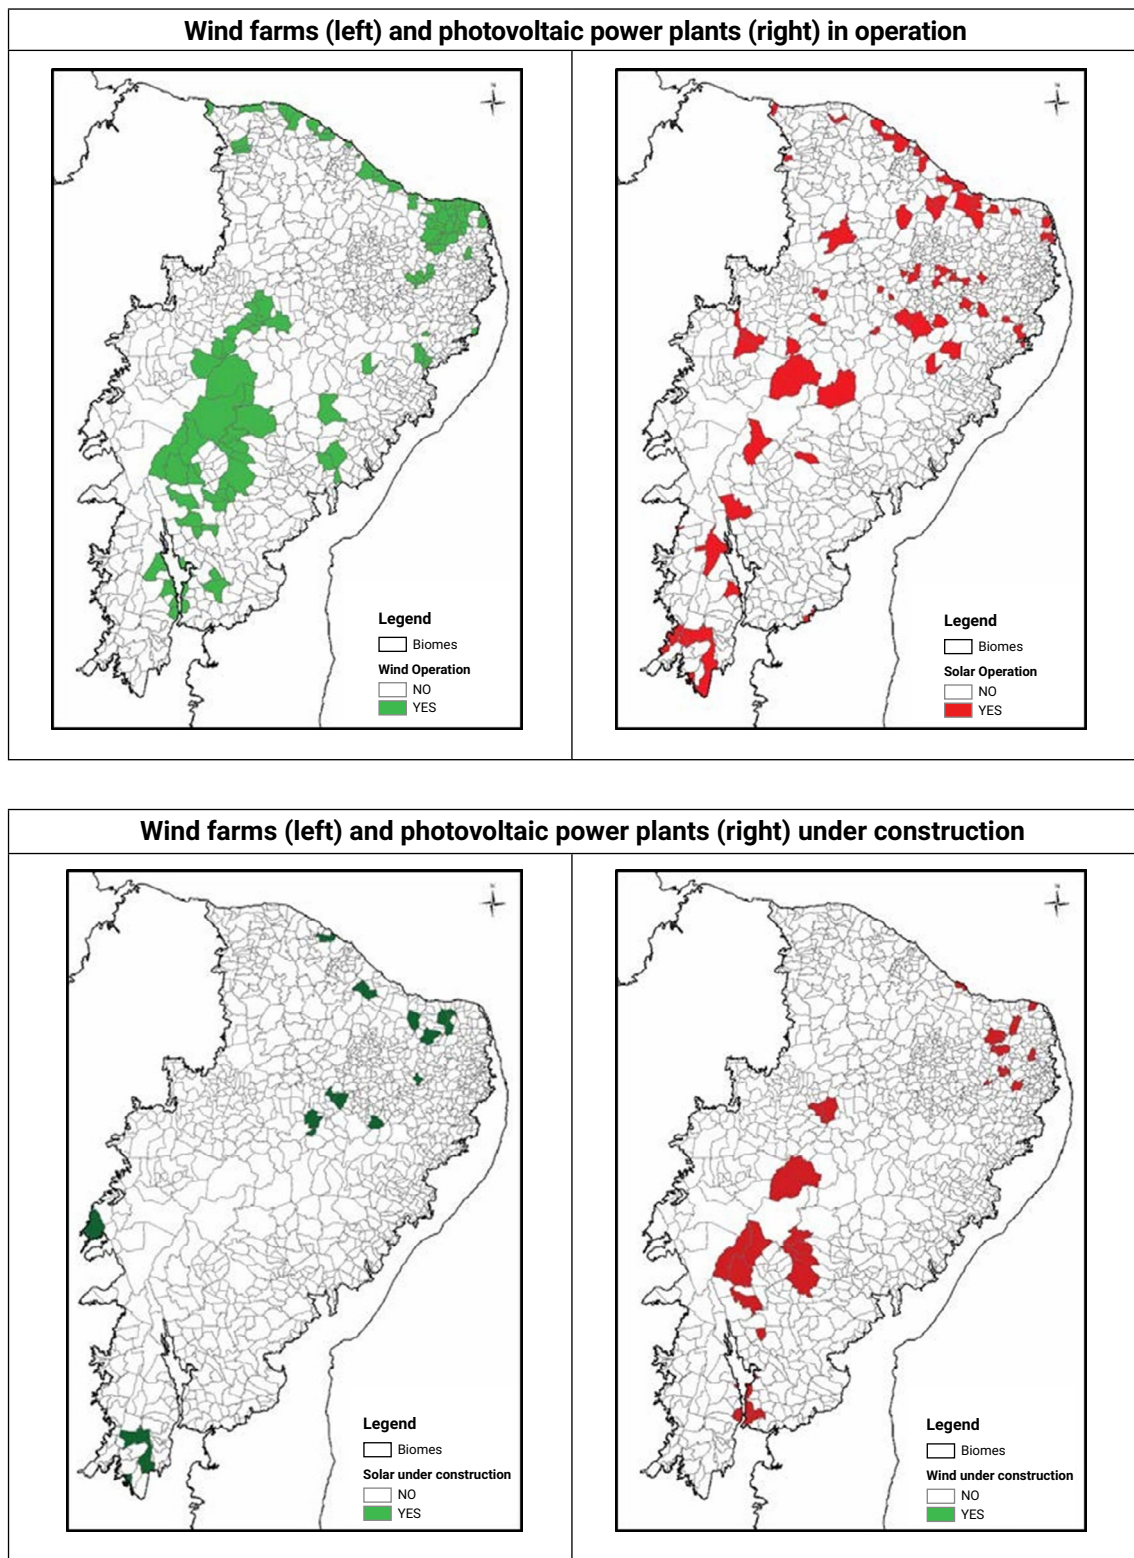 Wind farms (left) and photovoltaic power plants (right) in operation
N
Legend
Biomes
Wind Operation
NO
YES
N
Legend
Biomes
Solar Operation
NO
YES
Wind farms (left) and photovoltaic power plants (right) under construction
N
Legend
Biomes
Solar under construction
NO
YES
N
Legend
Biomes
Wind under construction
NO
YES